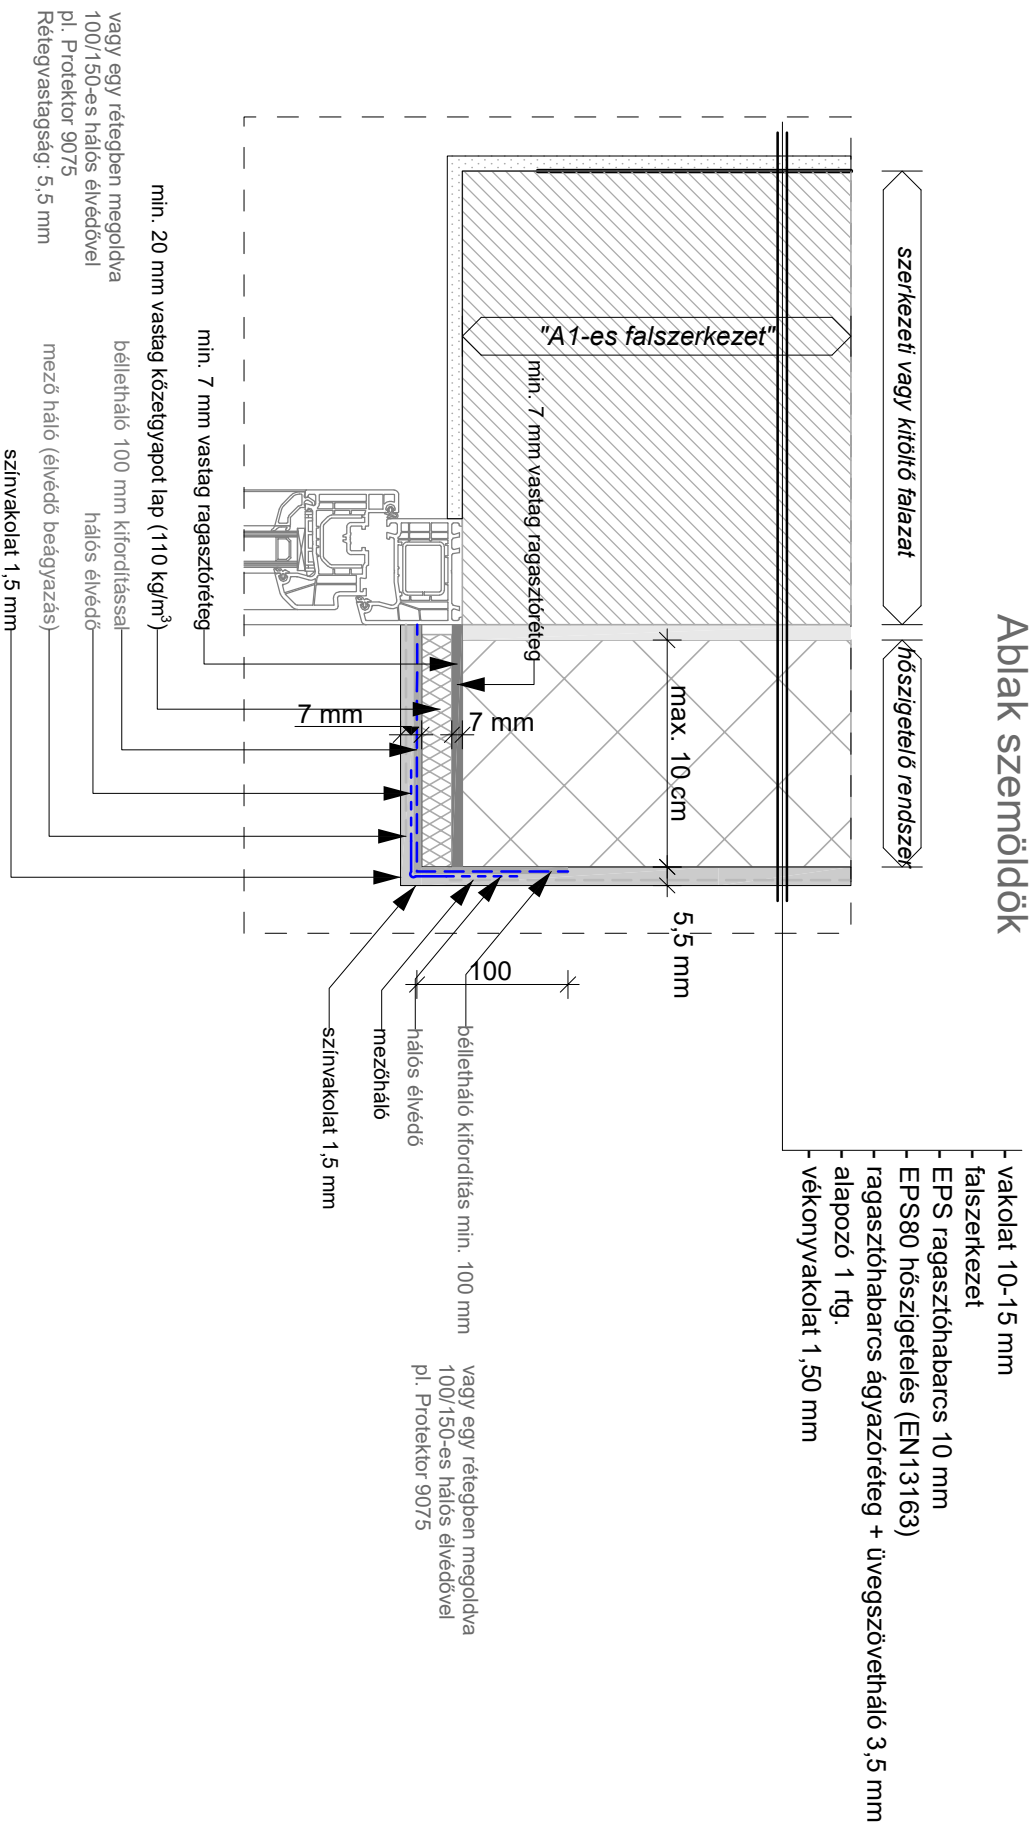 Ablak szemöldök
vakolat 10-15 mm
falszerkezet
EPS ragasztóhabarcs 10 mm
EPS80 hőszigetelés (EN13163)
ragasztóhabarcs ágyazóréteg + üvegszövetháló 3,5 mm
alapozó 1 rtg.
vékonyvakolat 1,50 mm
szerkezeti vagy kitöltő falazat
hőszigetelő rendszer
"A1-es falszerkezet"
max. 10 cm
5,5 mm
min. 7 mm vastag ragasztóréteg
7 mm
7 mm
100
bélletháló kifordítás min. 100 mm
hálós élvédő
mezőháló
színvakolat 1,5 mm
vagy egy rétegben megoldva
100/150-es hálós élvédővel
pl. Protektor 9075
min. 7 mm vastag ragasztóréteg
min. 20 mm vastag kőzetgyapot lap (110 kg/m³)
bélletháló 100 mm kifordítással
hálós élvédő
mező háló (élvédő beágyazás)
színvakolat 1,5 mm
vagy egy rétegben megoldva
100/150-es hálós élvédővel
pl. Protektor 9075
Rétegvastagság: 5,5 mm